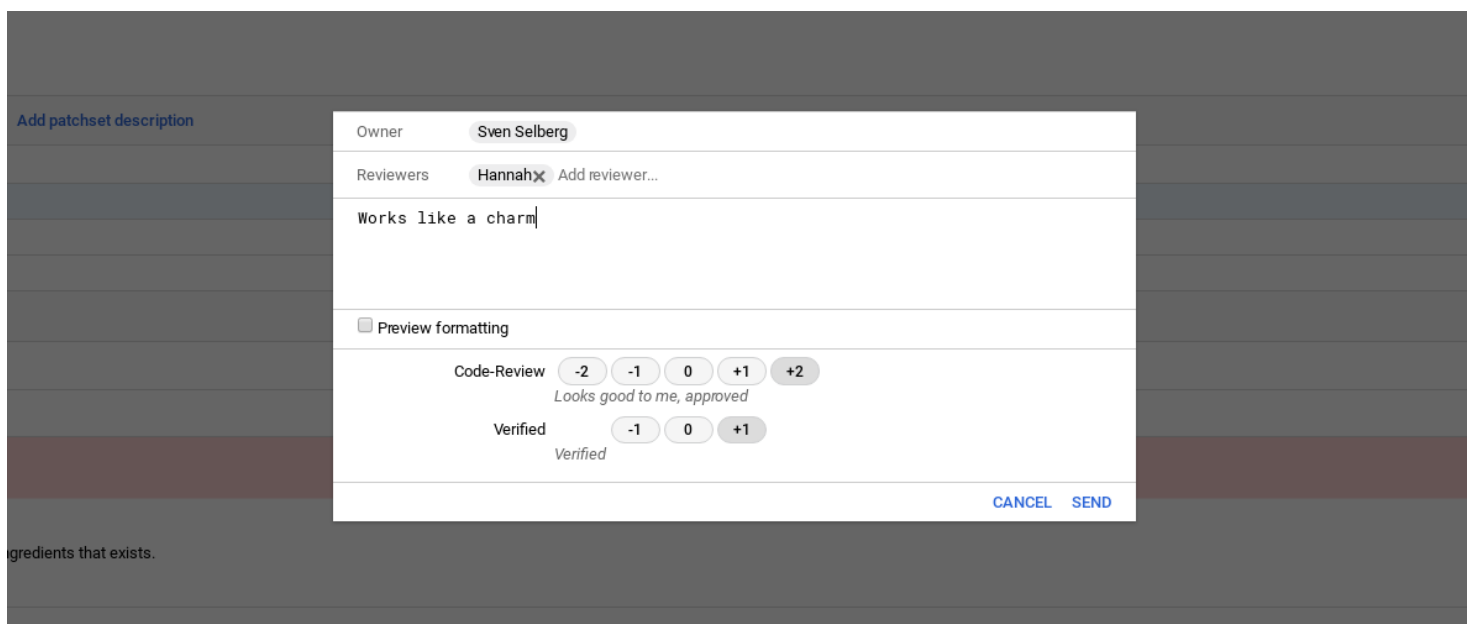 Add patchset description
Owner Sven Selberg
Reviewers Hannah Add reviewer...
Works like a charm
Preview formatting
Code-Review -2 -1 0 +1 +2
Looks good to me, approved
Verified -1 0 +1
Verified
CANCEL SEND
that exists.